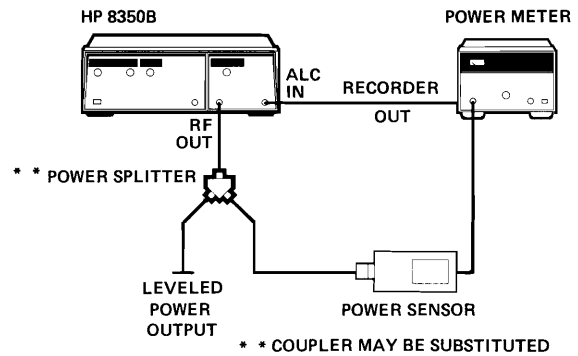 HP 8350B
POWER METER
ALC
IN
RECORDER
OUT
RF
OUT
* * POWER SPLITTER
LEVELED
POWER
OUTPUT
POWER SENSOR
* * COUPLER MAY BE SUBSTITUTED